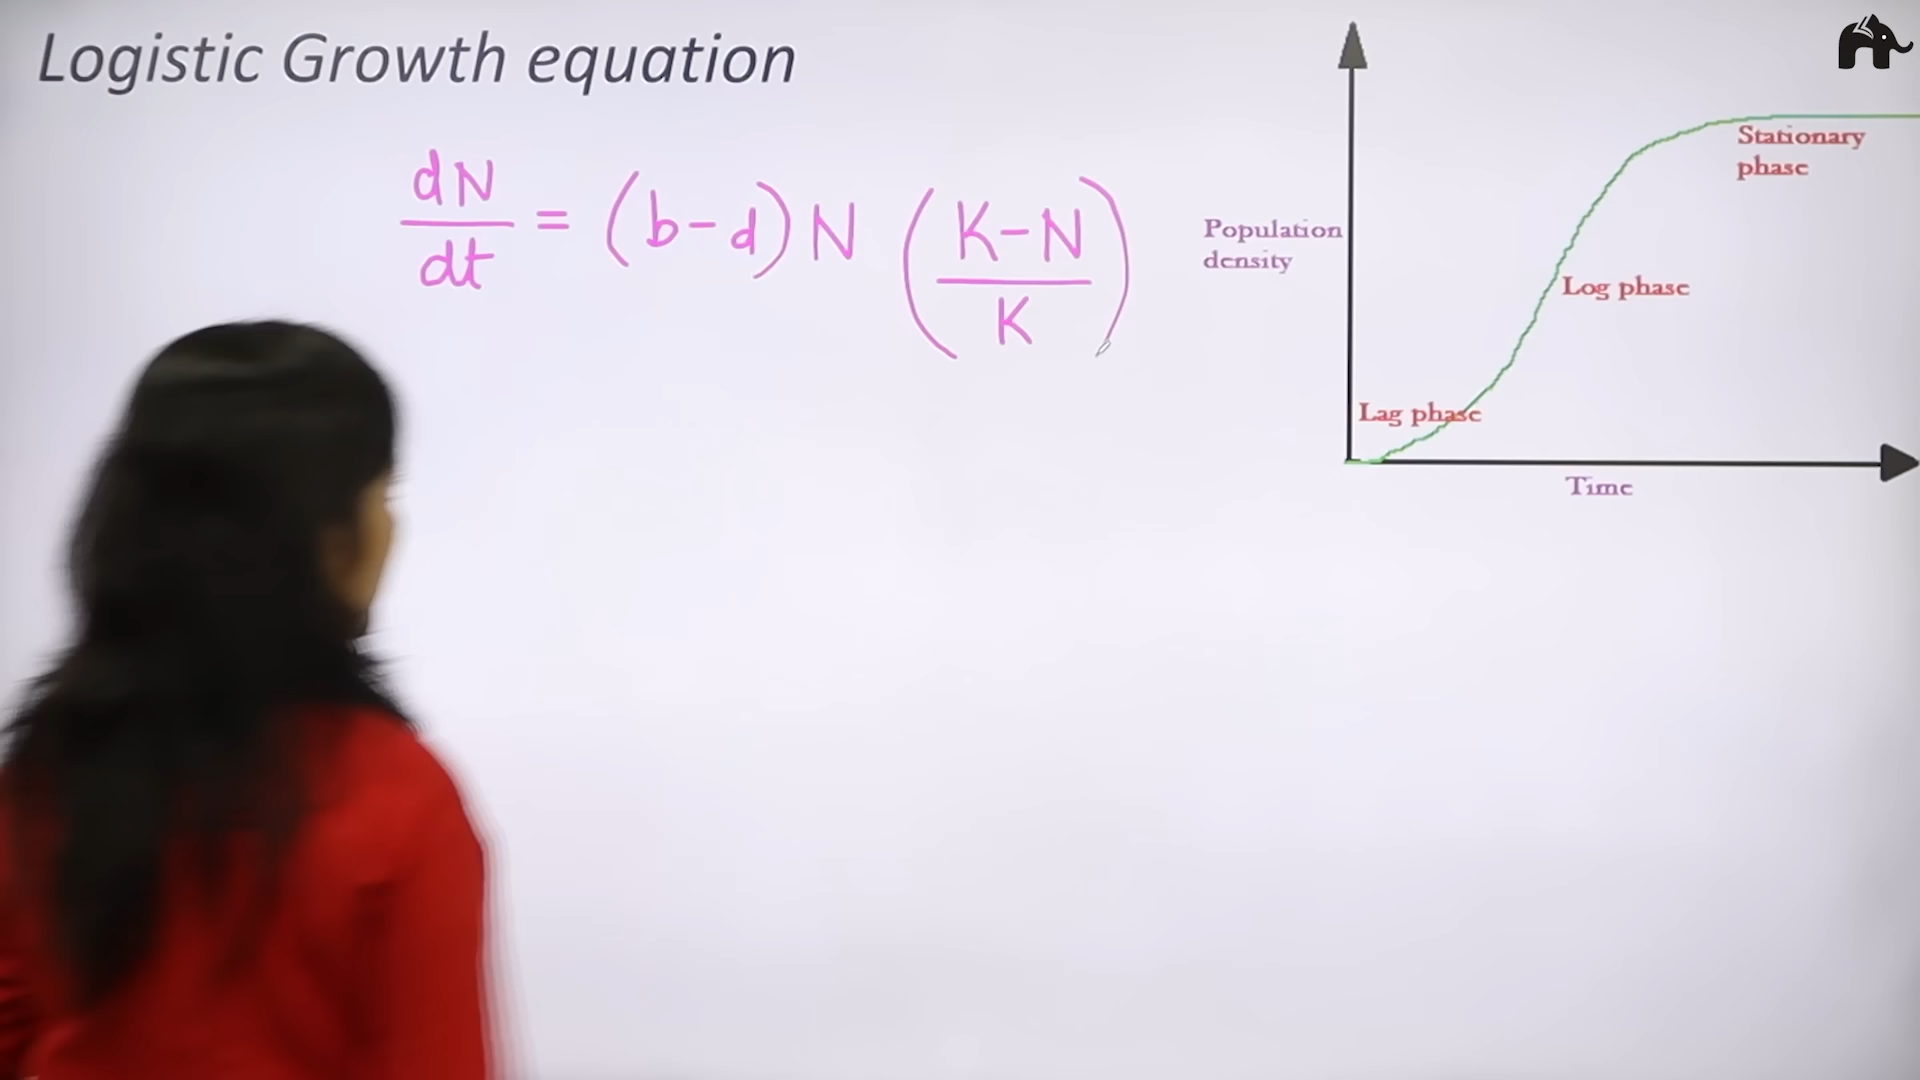 Logistic Growth equation
dN/dt = (b-d) N (K-N/K)
Stationary
phase
Population
density
Log phase
Lag phase
Time